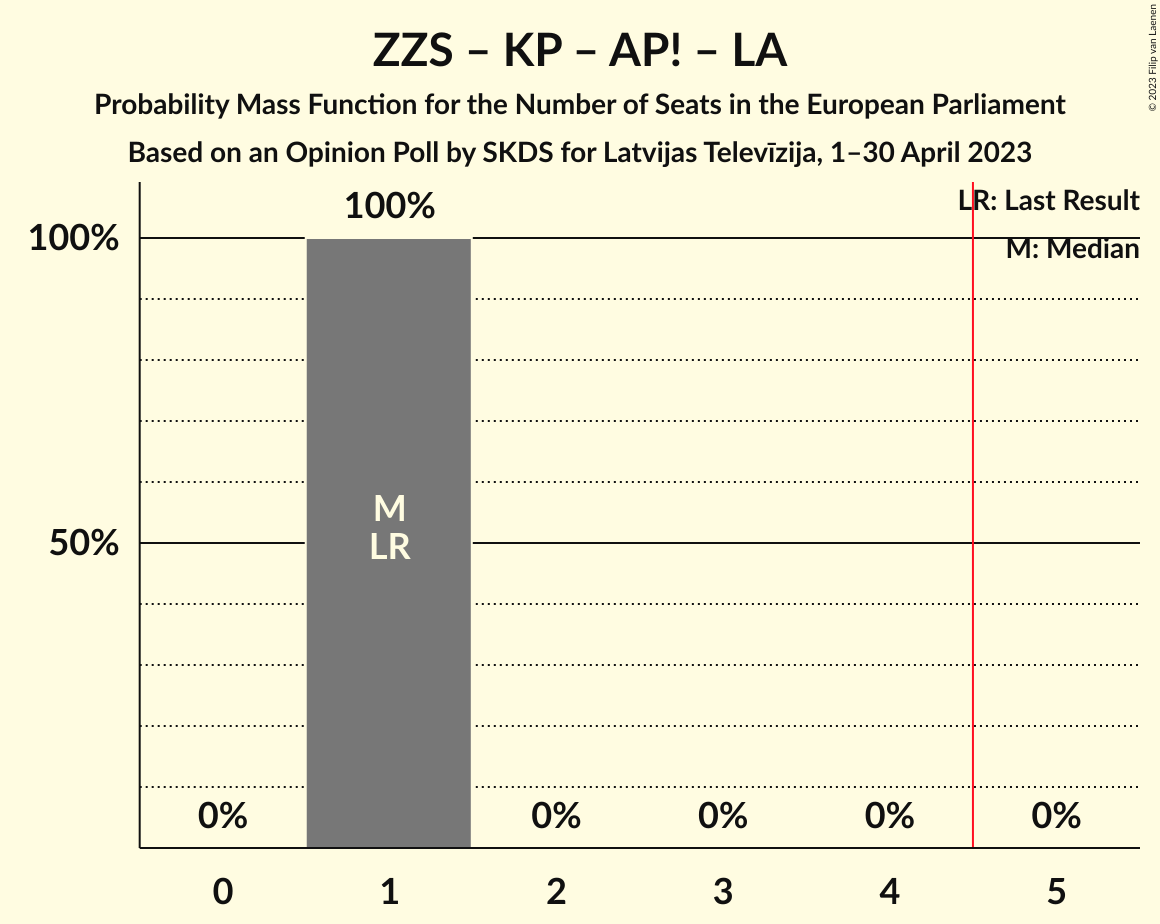 ZZS – KP – AP! – LA
Probability Mass Function for the Number of Seats in the European Parliament
Based on an Opinion Poll by SKDS for Latvijas Televīzija, 1–30 April 2023
© 2023 Filip van Laenen
LR: Last Result
M: Median
100%
100%
50%
M
LR
0%
0%
0%
0%
0%
0
1
2
3
4
5